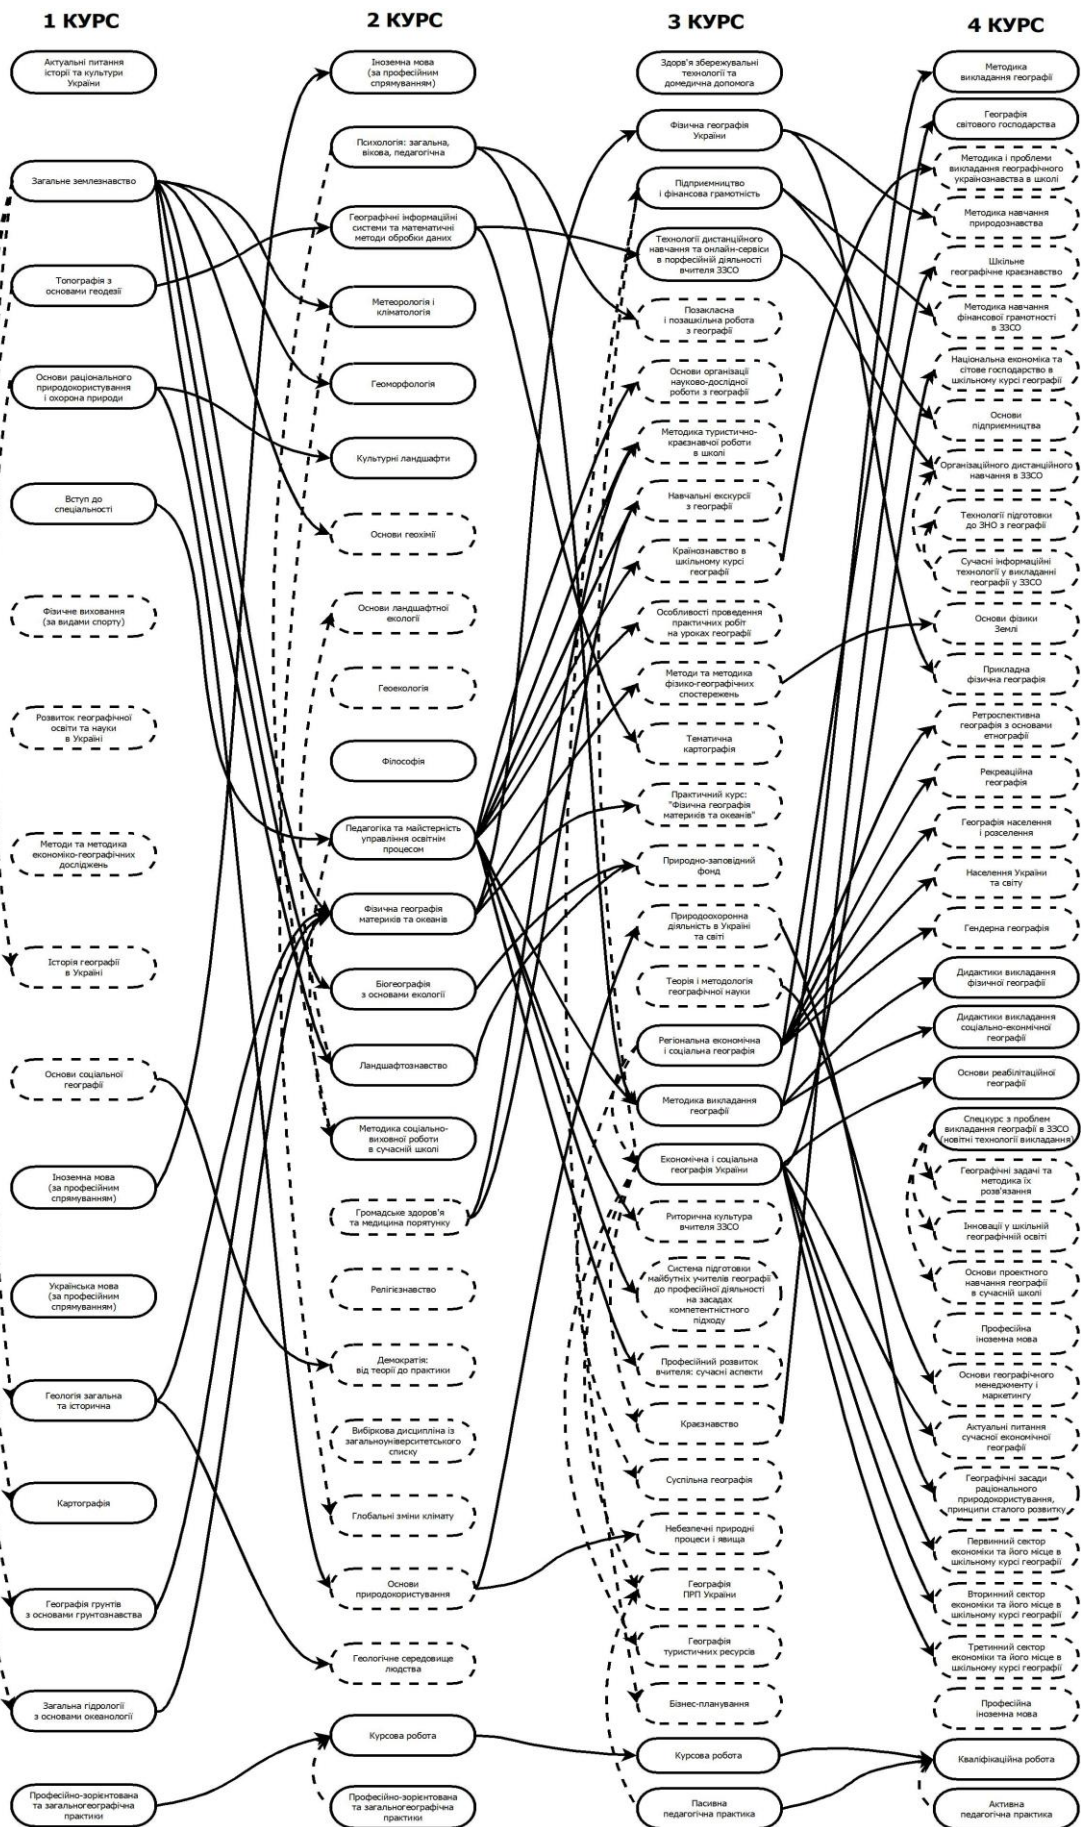 1 КУРС
Актуальні питання
історії та культури
України
Загальне землезнавство
Топографія з
основами геодезії
Основи раціонального
природокористування
і охорона природи
Вступ до
спеціальності
Фізичне виховання
(за видами спорту)
Розвиток географічної
освіти та науки
в Україні
Методи та методика
економіко-географічних
досліджень
Історія географії
в Україні
Основи соціальної
географії
Іноземна мова
(за професійним
спрямуванням)
Українська мова
(за професійним
спрямуванням)
Геологія загальна
та історична
Картографія
Географія грунтів
з основами грунтознавства
Загальна гідрології
з основами океанології
Професійно-зорієнтована
та загальногеографічна
практики
2 КУРС
Іноземна мова
(за професійним
спрямуванням)
Психологія: загальна,
вікова, педагогічна
Географічні інформаційні
системи та математичні
методи обробки даних
Метеорологія і
кліматологія
Геоморфологія
Культурні ландшафти
Основи геохімії
Основи ландшафтної
екології
Геоекологія
Філософія
Педагогіка та майстерність
управління освітнім
процесом
Фізична географія
материків та океанів
Біогеографія
з основами екології
Ландшафтознавство
Методика соціально-
виховної роботи
в сучасній школі
Громадське здоров'я
та медицина порятунку
Релігієзнавство
Демократія:
від теорії до практики
Вибіркова дисципліна із
загальноуніверситетського
списку
Глобальні зміни клімату
Основи
природокористування
Геологічне середовище
людства
Курсова робота
Професійно-зорієнтована
та загальногеографічна
практики
3 КУРС
Здоров'я збережувальні
технології та
домедична допомога
Фізична географія
України
Підприємництво
і фінансова грамотність
Технології дистанційного
навчання та онлайн-сервіси
в порфесійній діяльності
вчителя ЗЗСО
Позакласна
і позашкільна робота
з географії
Основи організації
науково-дослідної
роботи з географії
Методика туристично-
краєзнавчої роботи
в школі
Навчальні екскурсії
з географії
Країнознавство в
шкільному курсі
географії
Особливості проведення
практичних робіт
на уроках географії
Методи та методика
фізико-географічних
спостережень
Тематична
картографія
Практичний курс:
"Фізична географія
материків та океанів"
Природно-заповідний
фонд
Природоохоронна
діяльність в Україні
та світі
Теорія і методологія
географічної науки
Регіональна економічна
і соціальна географія
Методика викладання
географії
Економічна і соціальна
географія України
Риторична культура
вчителя ЗЗСО
Система підготовки
майбутніх учителів географії
до професійної діяльності
на засадах
компетентністного
підходу
Професійний розвиток
вчителя: сучасні аспекти
Краєзнавство
Суспільна географія
Небезпечні природні
процеси і явища
Географія
ПРП України
Географія
туристичних ресурсів
Бізнес-планування
Курсова робота
Пасивна
педагогічна практика
4 КУРС
Методика
викладання географії
Географія
світового господарства
Методика і проблеми
викладання географічного
українознавства в школі
Методика навчання
природознавства
Шкільне
географічне краєзнавство
Методика навчання
фінансової грамотності
в ЗЗСО
Національна економіка та
сітове господарство в
шкільному курсі географії
Основи
підприємництва
Організаційного дистанційного
навчання в ЗЗСО
Технології підготовки
до ЗНО з географії
Сучасні інформаційні
технології у викладанні
географії у ЗЗСО
Основи фізики
Землі
Прикладна
фізична географія
Ретроспективна
географія з основами
етнографії
Рекреаційна
географія
Географія населення
і розселення
Населення України
та світу
Гендерна географія
Дидактики викладання
фізичної географії
Дидактики викладання
соціально-еконмічної
географії
Основи реабілітаційної
географії
Спецкурс з проблем
викладання географії в ЗЗСО
(новітні технології викладання)
Географічні задачі та
методика їх
розв'язання
Інновації у шкільній
географічній освіті
Основи проектного
навчання географії
в сучасній школі
Професійна
іноземна мова
Основи географічного
менеджменту і
маркетингу
Актуальні питання
сучасної економічної
географії
Географічні засади
раціонального
природокористування,
принципи сталого розвитку
Первинний сектор
економіки та його місце в
шкільному курсі географії
Вторинний сектор
економіки та його місце в
шкільному курсі географії
Третинний сектор
економіки та його місце в
шкільному курсі географії
Професійна
іноземна мова
Кваліфікаційна робота
Активна
педагогічна практика